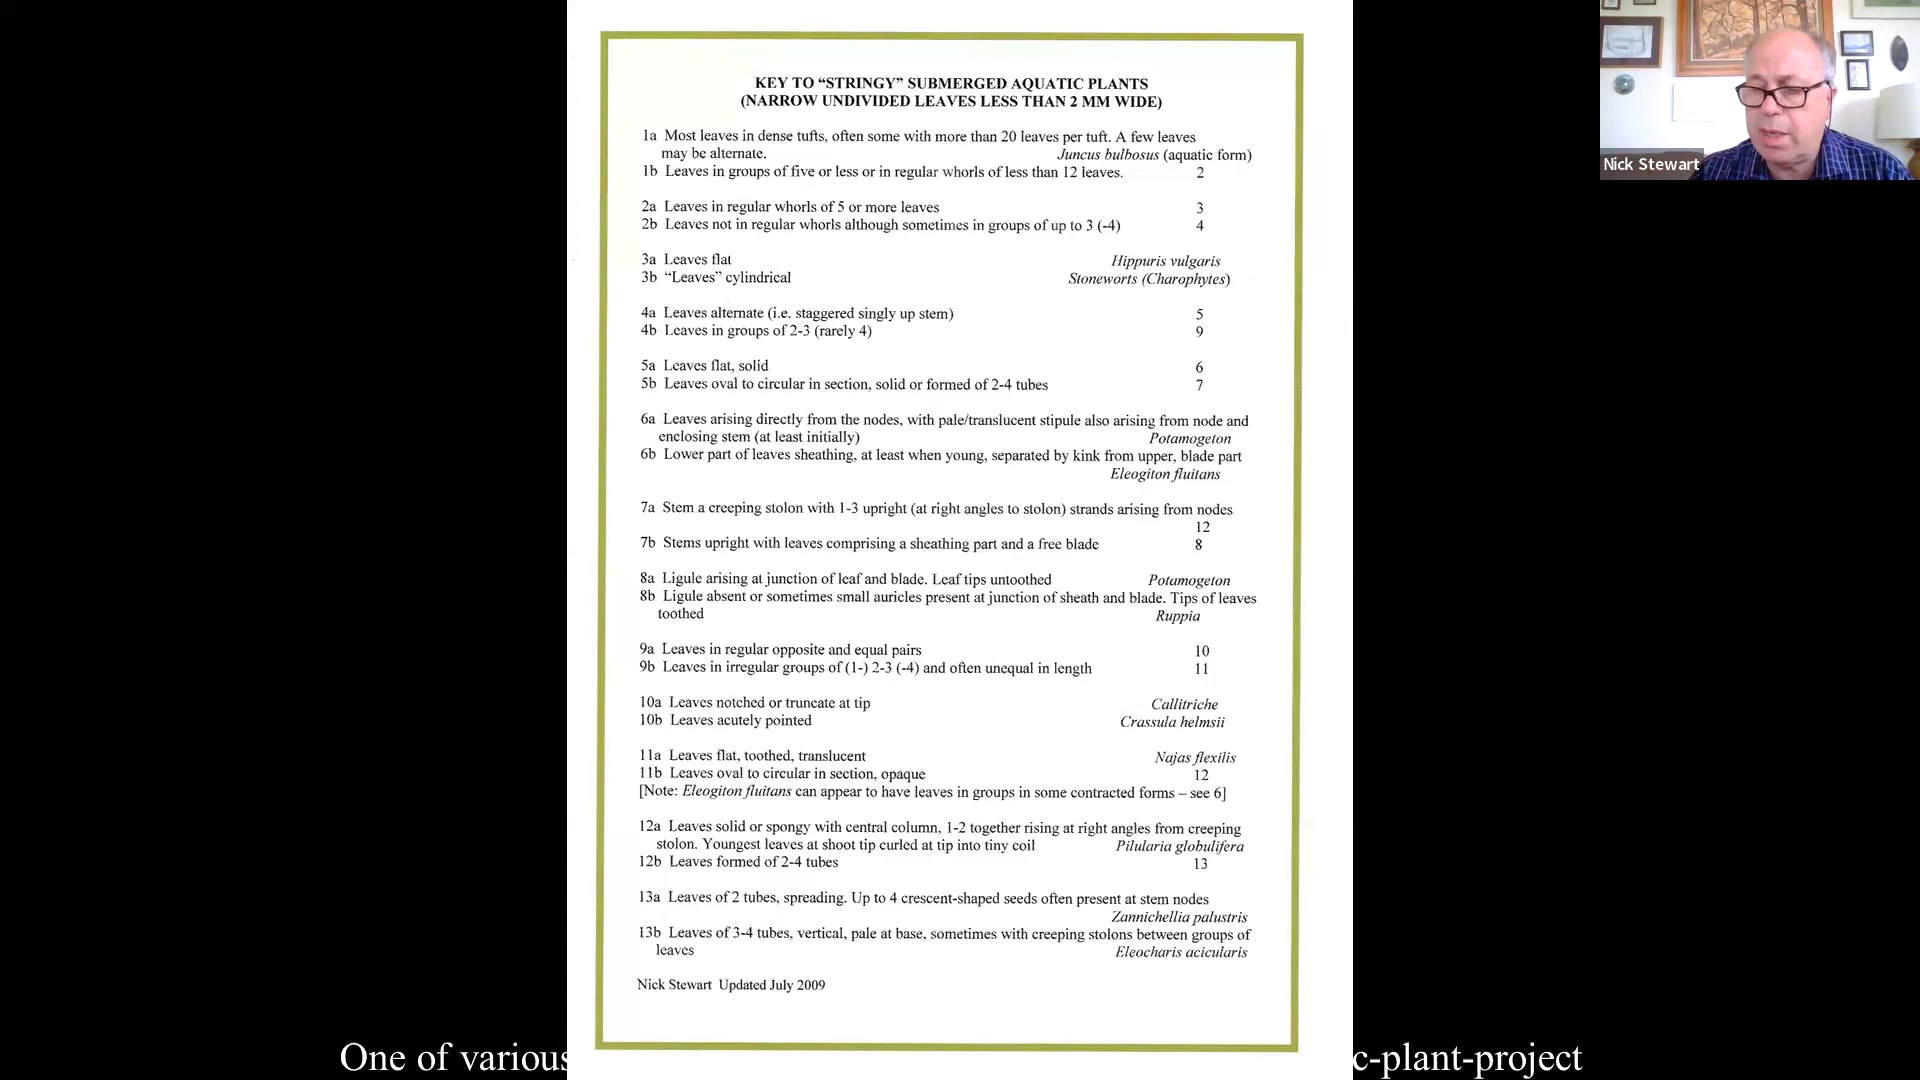 KEY TO “STRINGY” SUBMERGED AQUATIC PLANTS
(NARROW UNDIVIDED LEAVES LESS THAN 2 MM WIDE)
1a Most leaves in dense tufts, often some with more than 20 leaves per tuft. A few leaves
may be alternate. Juncus bulbosus (aquatic form)
1b Leaves in groups of five or less or in regular whorls of less than 12 leaves. 2
2a Leaves in regular whorls of 5 or more leaves 3
2b Leaves not in regular whorls although sometimes in groups of up to 3 (-4) 4
3a Leaves flat Hippuris vulgaris
3b “Leaves” cylindrical Stoneworts (Charophytes)
4a Leaves alternate (i.e. staggered singly up stem) 5
4b Leaves in groups of 2-3 (rarely 4) 9
5a Leaves flat, solid 6
5b Leaves oval to circular in section, solid or formed of 2-4 tubes 7
6a Leaves arising directly from the nodes, with pale/translucent stipule also arising from node and
enclosing stem (at least initially) Potamogeton
6b Lower part of leaves sheathing, at least when young, separated by kink from upper, blade part
Eleogiton fluitans
7a Stem a creeping stolon with 1-3 upright (at right angles to stolon) strands arising from nodes
12
7b Stems upright with leaves comprising a sheathing part and a free blade 8
8a Ligule arising at junction of leaf and blade. Leaf tips untoothed Potamogeton
8b Ligule absent or sometimes small auricles present at junction of sheath and blade. Tips of leaves
toothed Ruppia
9a Leaves in regular opposite and equal pairs 10
9b Leaves in irregular groups of (1-) 2-3 (-4) and often unequal in length 11
10a Leaves notched or truncate at tip Callitriche
10b Leaves acutely pointed Crassula helmsii
11a Leaves flat, toothed, translucent Najas flexilis
11b Leaves oval to circular in section, opaque 12
[Note: Eleogiton fluitans can appear to have leaves in groups in some contracted forms – see 6]
12a Leaves solid or spongy with central column, 1-2 together rising at right angles from creeping
stolon. Youngest leaves at shoot tip curled at tip into tiny coil Pilularia globulifera
12b Leaves formed of 2-4 tubes 13
13a Leaves of 2 tubes, spreading. Up to 4 crescent-shaped seeds often present at stem nodes
Zannichellia palustris
13b Leaves of 3-4 tubes, vertical, pale at base, sometimes with creeping stolons between groups of
leaves Eleocharis acicularis
Nick Stewart Updated July 2009
One of various c-plant-project
Nick Stewart